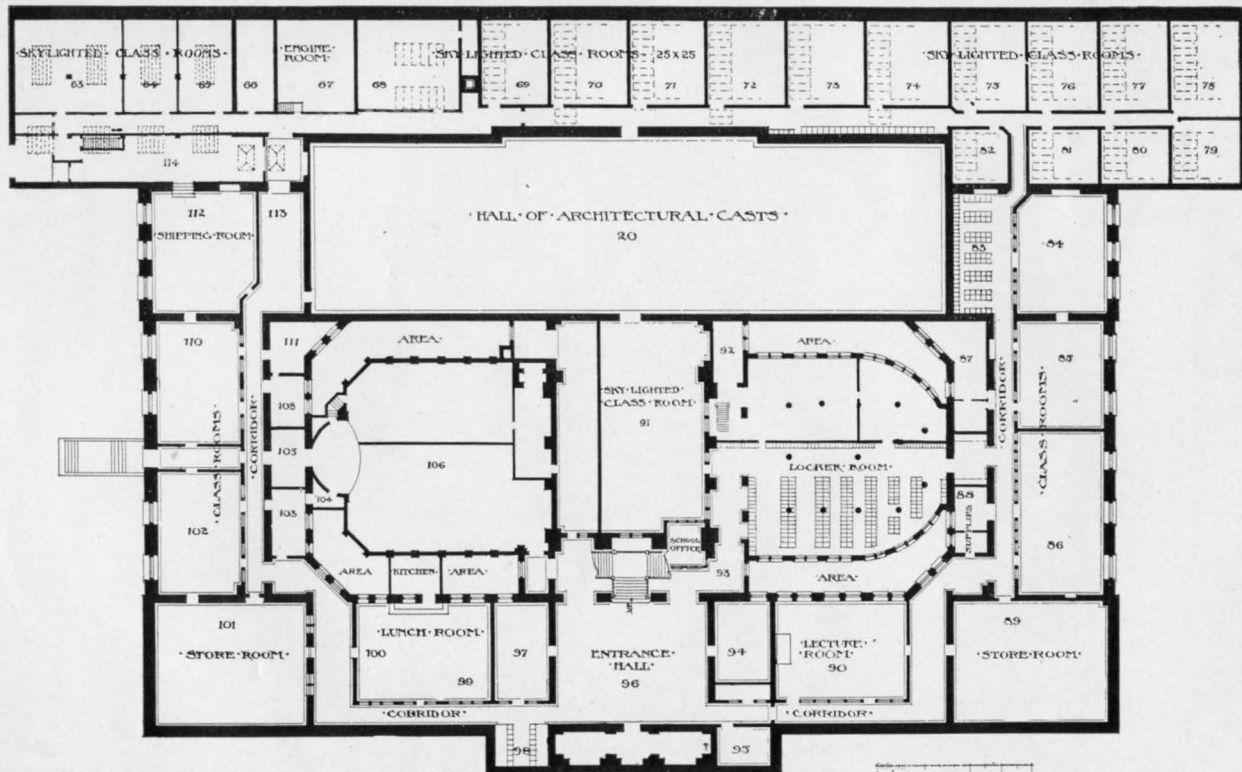 SKY-LIGHTED CLASS ROOMS
ENGINE ROOM
SKY-LIGHTED CLASS ROOMS 25X25
SKY-LIGHTED CLASS ROOMS
63
64
65
66
67
68
69
70
71
72
73
74
75
76
77
78
82
81
80
79
114
112
SHIPPING ROOM
113
HALL OF ARCHITECTURAL CASTS
20
83
84
110
111
AREA
92
AREA
87
85
SKY-LIGHTED
CLASS ROOM
91
108
CORRIDOR
CLASS ROOMS
105
106
LOCKER ROOM
CORRIDOR
CLASS ROOMS
102
103
104
88
SUPPLIES
86
SCHOOL
OFFICE
93
AREA
KITCHEN
AREA
AREA
101
STORE ROOM
LUNCH ROOM
100
99
97
ENTRANCE
HALL
96
94
LECTURE
ROOM
90
89
STORE ROOM
CORRIDOR
CORRIDOR
98
95